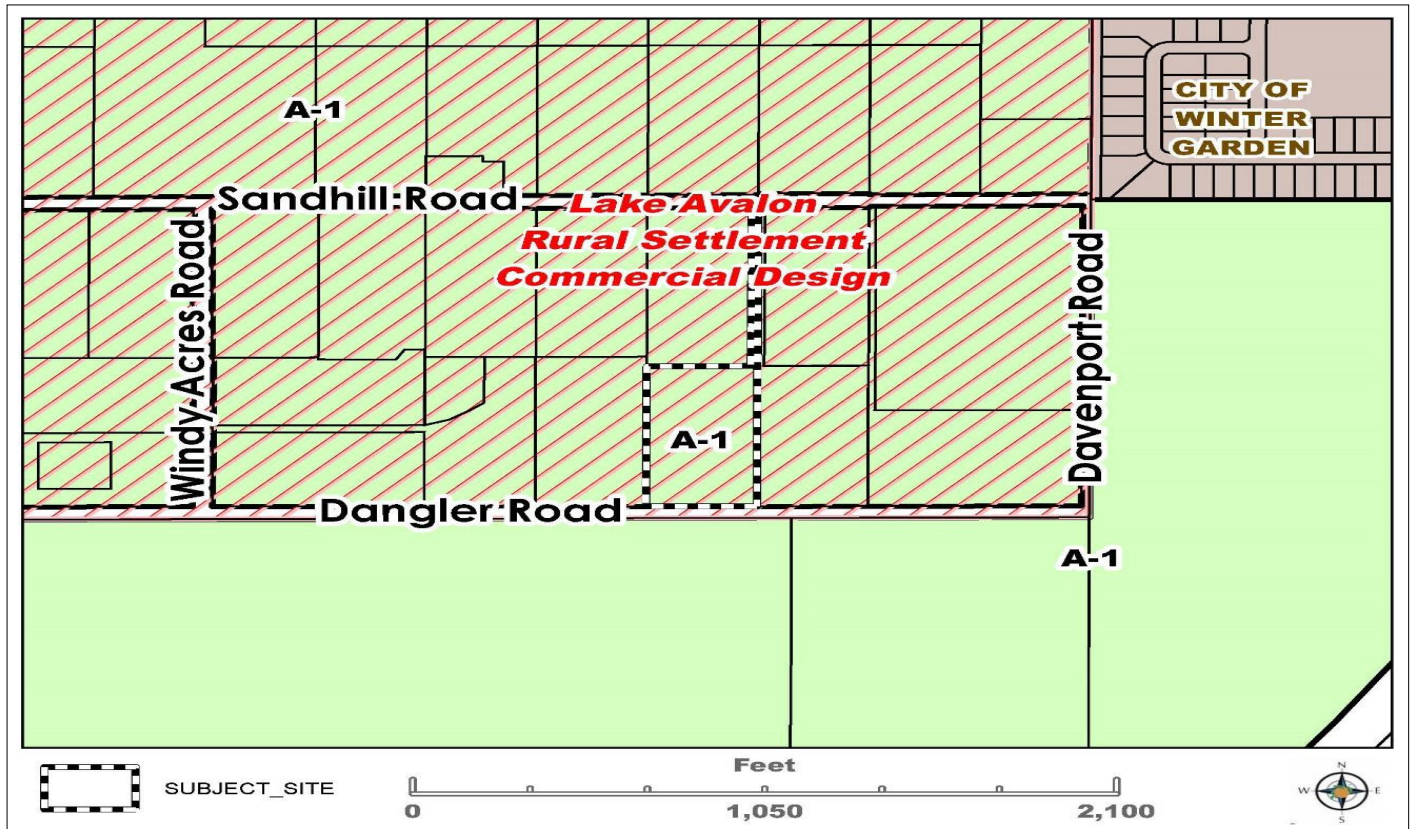 A-1
CITY OF
WINTER
GARDEN
Sandhill Road
Lake Avalon
Rural Settlement
Commercial Design
Windy Acres Road
Davenport Road
A-1
Dangler Road
A-1
SUBJECT_SITE
Feet
0
1,050
2,100
N
W
E
S